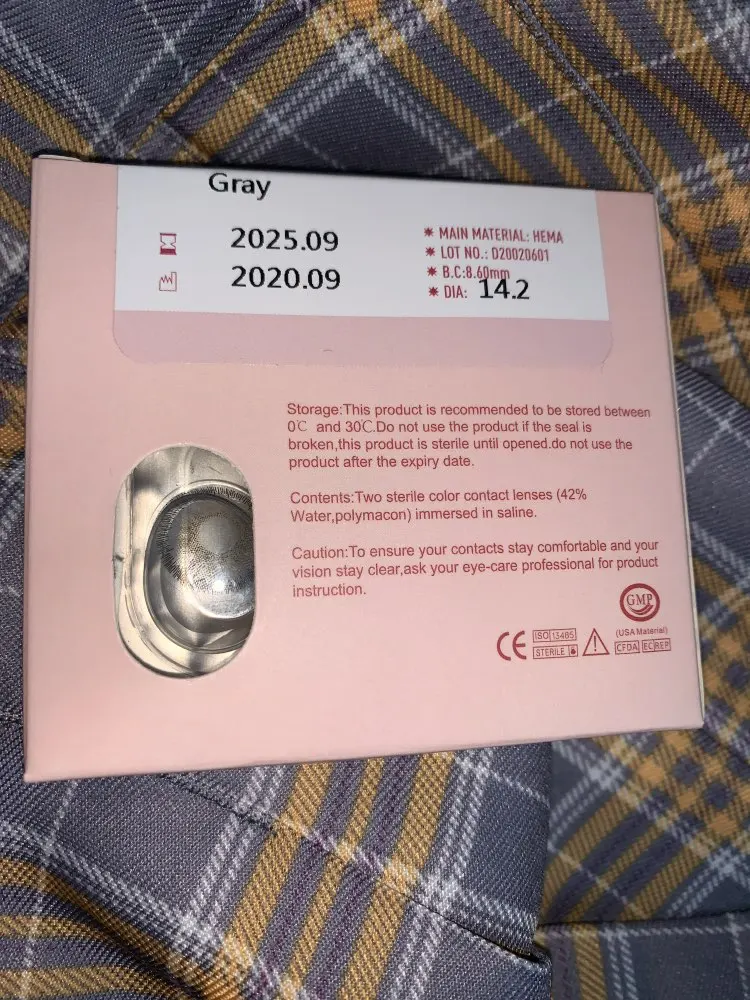 Gray
2025.09
2020.09
✷ MAIN MATERIAL: HEMA
✷ LOT NO.: D20020601
✷ B.C:8.60mm
✷ DIA: 14.2
Storage:This product is recommended to be stored between
0℃ and 30℃.Do not use the product if the seal is
broken,this product is sterile until opened.do not use the
product after the expiry date.
Contents:Two sterile color contact lenses (42%
Water,polymacon) immersed in saline.
Caution:To ensure your contacts stay comfortable and your
vision stay clear,ask your eye-care professional for product
instruction.
GMP
(USA Material)
CE ISO 13485
STERILE
CFDA EC REP